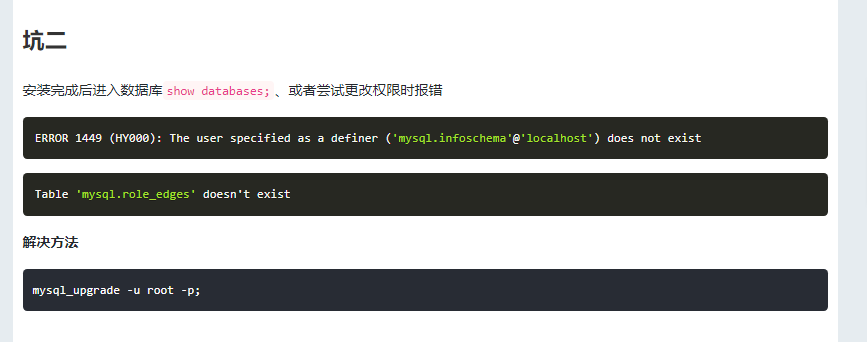 坑二
安装完成后进入数据库 show databases; 、或者尝试更改权限时报错
ERROR 1449 (HY000): The user specified as a definer ('mysql.infoschema'@'localhost') does not exist
Table 'mysql.role_edges' doesn't exist
解决方法
mysql_upgrade -u root -p;